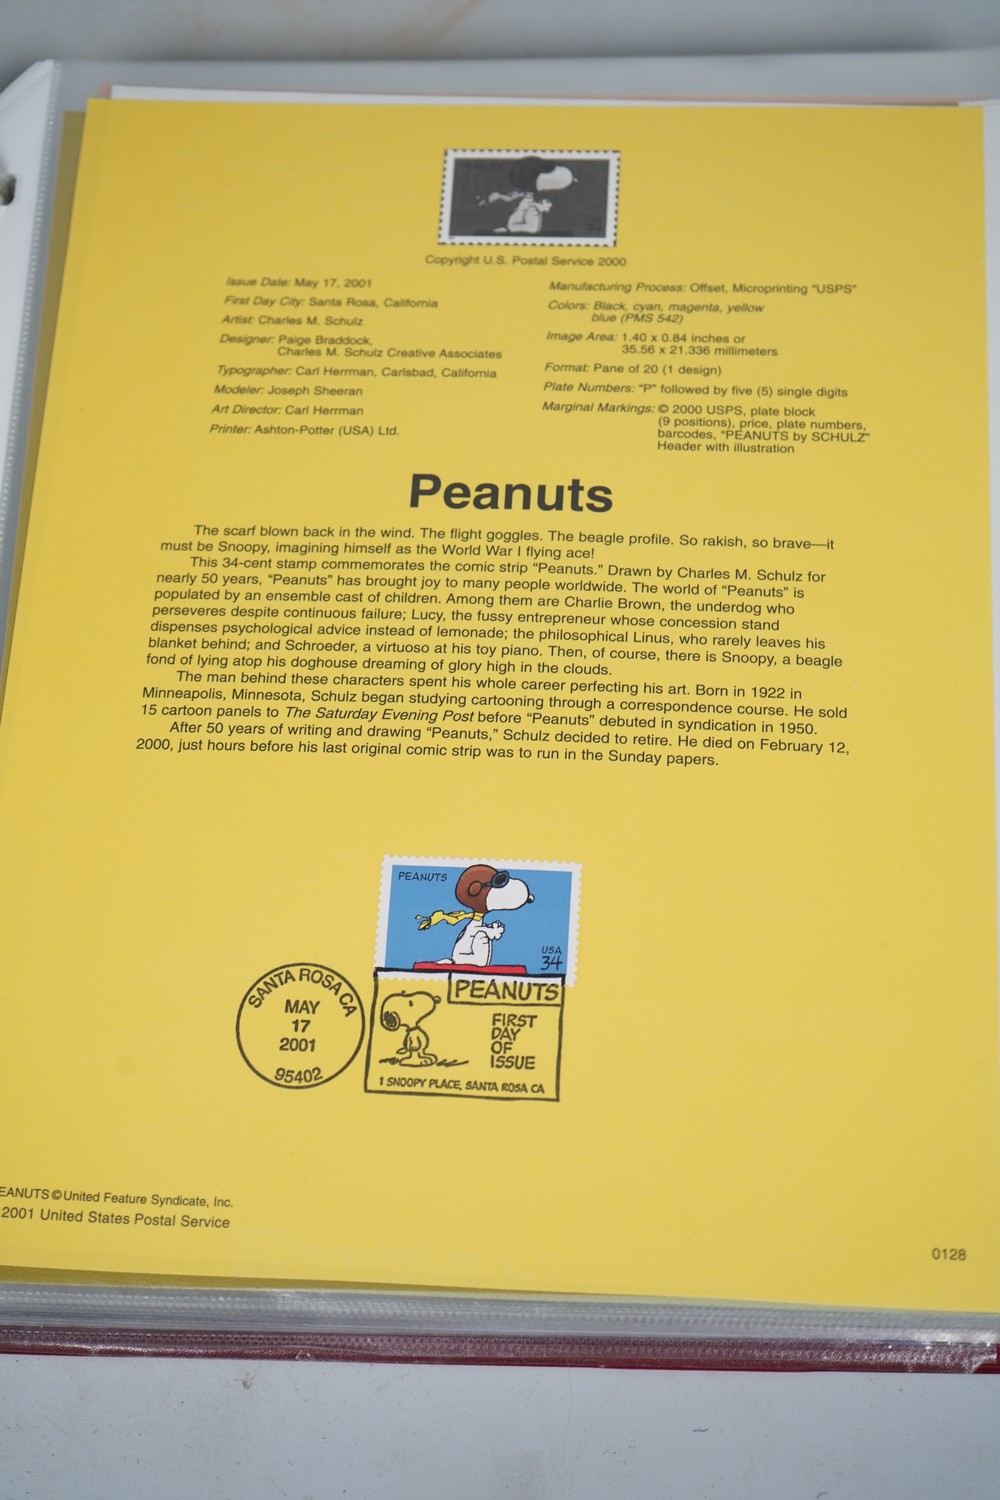 Copyright U.S. Postal Service 2000
Issue Date: May 17, 2001
First Day City: Santa Rosa, California
Artist: Charles M. Schulz
Designer: Paige Braddock,
Charles M. Schulz Creative Associates
Typographer: Carl Herrman, Carlsbad, California
Modeler: Joseph Sheeran
Art Director: Carl Herrman
Printer: Ashton-Potter (USA) Ltd.
Manufacturing Process: Offset, Microprinting "USPS"
Colors: Black, cyan, magenta, yellow
blue (PMS 542)
Image Area: 1.40 x 0.84 inches or
35.56 x 21.336 millimeters
Format: Pane of 20 (1 design)
Plate Numbers: "P" followed by five (5) single digits
Marginal Markings: © 2000 USPS, plate block
(9 positions), price, plate numbers,
barcodes, "PEANUTS by SCHULZ"
Header with illustration
Peanuts
The scarf blown back in the wind. The flight goggles. The beagle profile. So rakish, so brave—it
must be Snoopy, imagining himself as the World War I flying ace!
This 34-cent stamp commemorates the comic strip "Peanuts." Drawn by Charles M. Schulz for
nearly 50 years, "Peanuts" has brought joy to many people worldwide. The world of "Peanuts" is
populated by an ensemble cast of children. Among them are Charlie Brown, the underdog who
perseveres despite continuous failure; Lucy, the fussy entrepreneur whose concession stand
dispenses psychological advice instead of lemonade; the philosophical Linus, who rarely leaves his
blanket behind; and Schroeder, a virtuoso at his toy piano. Then, of course, there is Snoopy, a beagle
fond of lying atop his doghouse dreaming of glory high in the clouds.
The man behind these characters spent his whole career perfecting his art. Born in 1922 in
Minneapolis, Minnesota, Schulz began studying cartooning through a correspondence course. He sold
15 cartoon panels to The Saturday Evening Post before "Peanuts" debuted in syndication in 1950.
After 50 years of writing and drawing "Peanuts," Schulz decided to retire. He died on February 12,
2000, just hours before his last original comic strip was to run in the Sunday papers.
PEANUTS
USA
34
SANTA ROSA CA
MAY
17
2001
95402
PEANUTS
FIRST
DAY
OF
ISSUE
1 SNOOPY PLACE, SANTA ROSA CA
EANUTS © United Feature Syndicate, Inc.
2001 United States Postal Service
0128